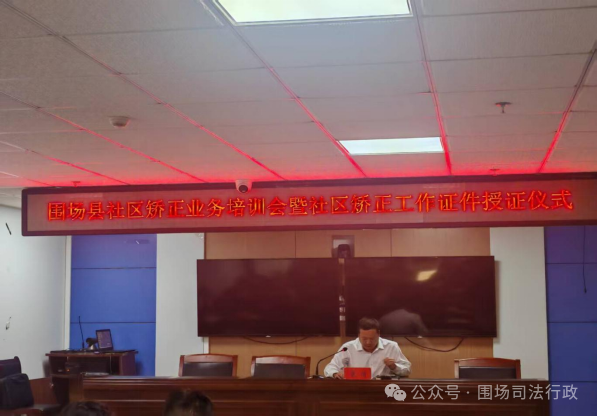 围场县社区矫正业务培训会暨社区矫正工作证件授证仪式
公众号·围场司法行政